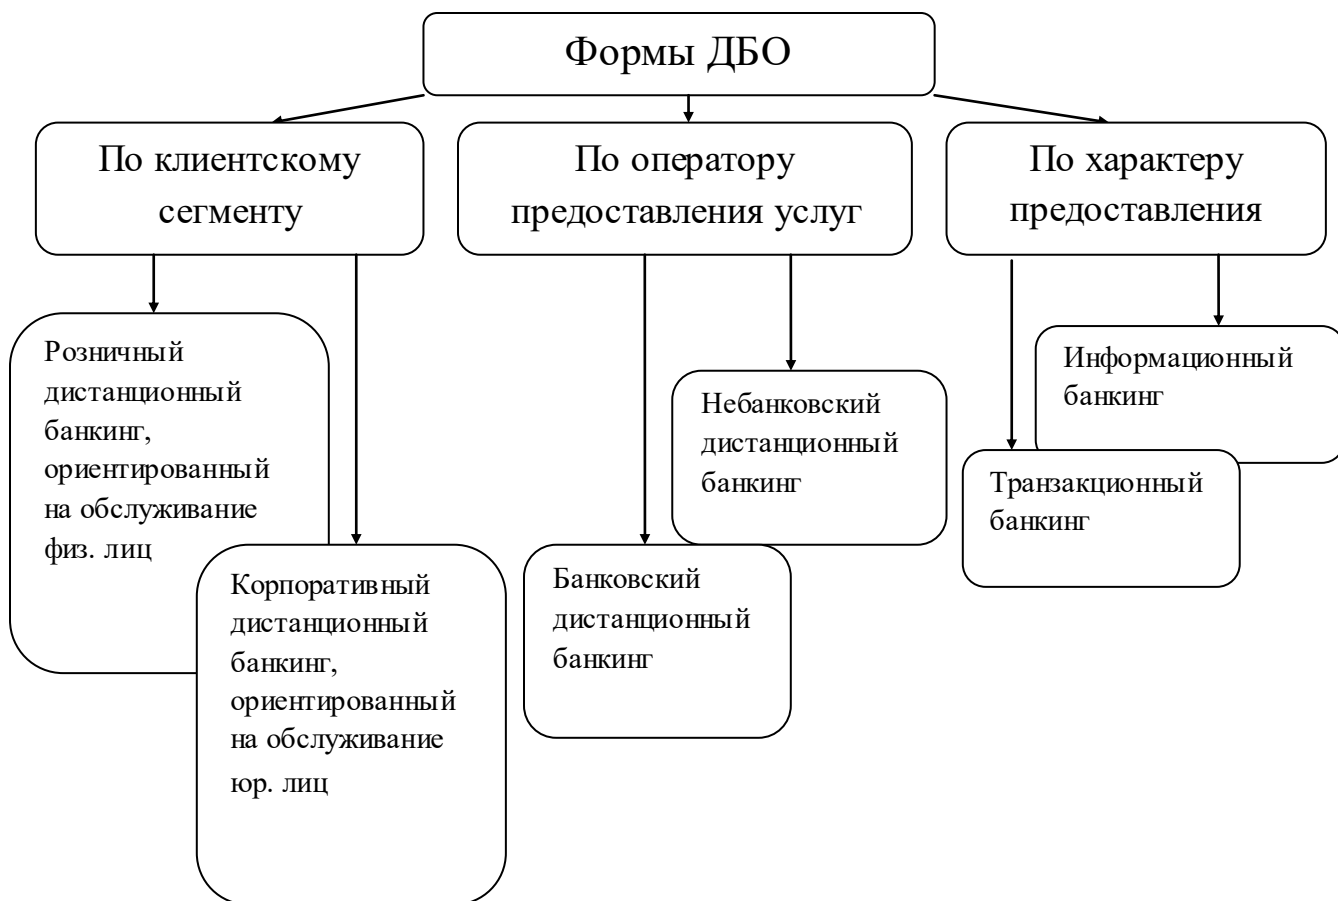 Формы ДБО
По клиентскому
сегменту
По оператору
предоставления услуг
По характеру
предоставления
Розничный
дистанционный
банкинг,
ориентированный
на обслуживание
физ. лиц
Корпоративный
дистанционный
банкинг,
ориентированный
на обслуживание
юр. лиц
Небанковский
дистанционный
банкинг
Банковский
дистанционный
банкинг
Информационный
банкинг
Транзакционный
банкинг